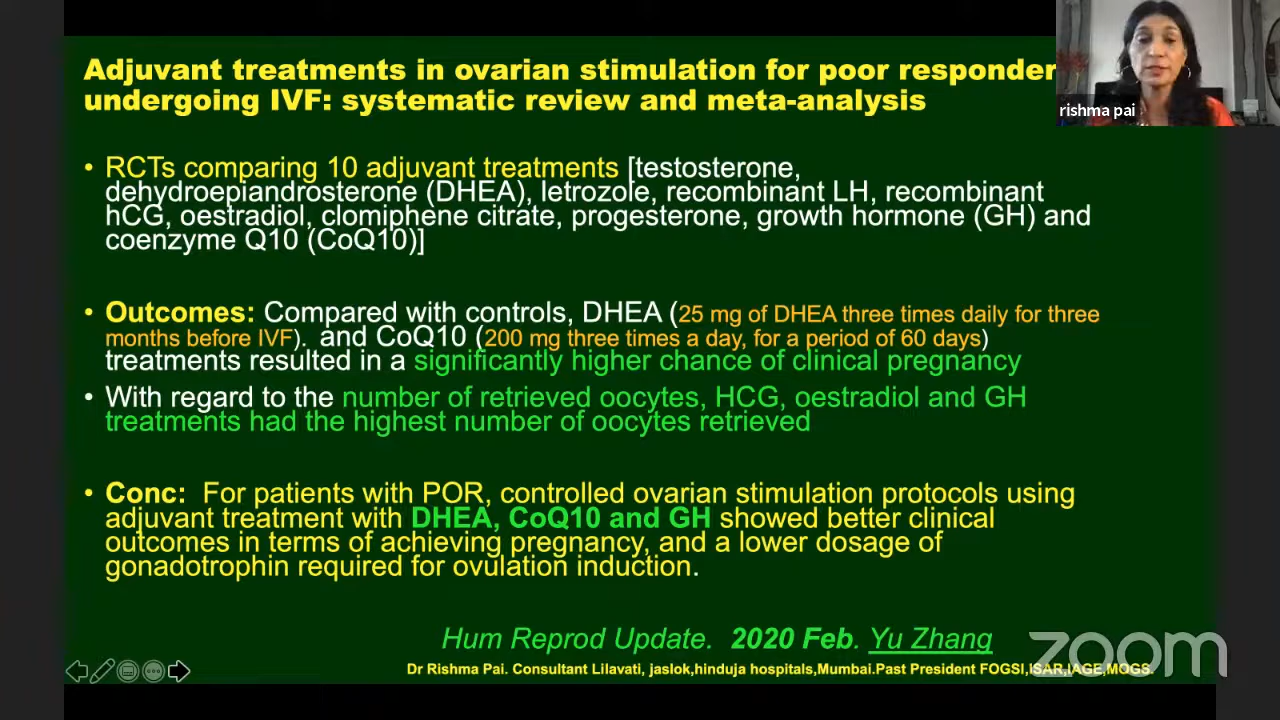 Adjuvant treatments in ovarian stimulation for poor responder
undergoing IVF: systematic review and meta-analysis
rishma pai
• RCTs comparing 10 adjuvant treatments [testosterone,
dehydroepiandrosterone (DHEA), letrozole, recombinant LH, recombinant
hCG, oestradiol, clomiphene citrate, progesterone, growth hormone (GH) and
coenzyme Q10 (CoQ10)]
• Outcomes: Compared with controls, DHEA (25 mg of DHEA three times daily for three
months before IVF). and CoQ10 (200 mg three times a day, for a period of 60 days)
treatments resulted in a significantly higher chance of clinical pregnancy
• With regard to the number of retrieved oocytes, HCG, oestradiol and GH
treatments had the highest number of oocytes retrieved
• Conc: For patients with POR, controlled ovarian stimulation protocols using
adjuvant treatment with DHEA, CoQ10 and GH showed better clinical
outcomes in terms of achieving pregnancy, and a lower dosage of
gonadotrophin required for ovulation induction.
Hum Reprod Update. 2020 Feb. Yu Zhang
zoom
Dr Rishma Pai. Consultant Lilavati, jaslok,hinduja hospitals,Mumbai.Past President FOGSI,ISAR,IAGE,MOGS.